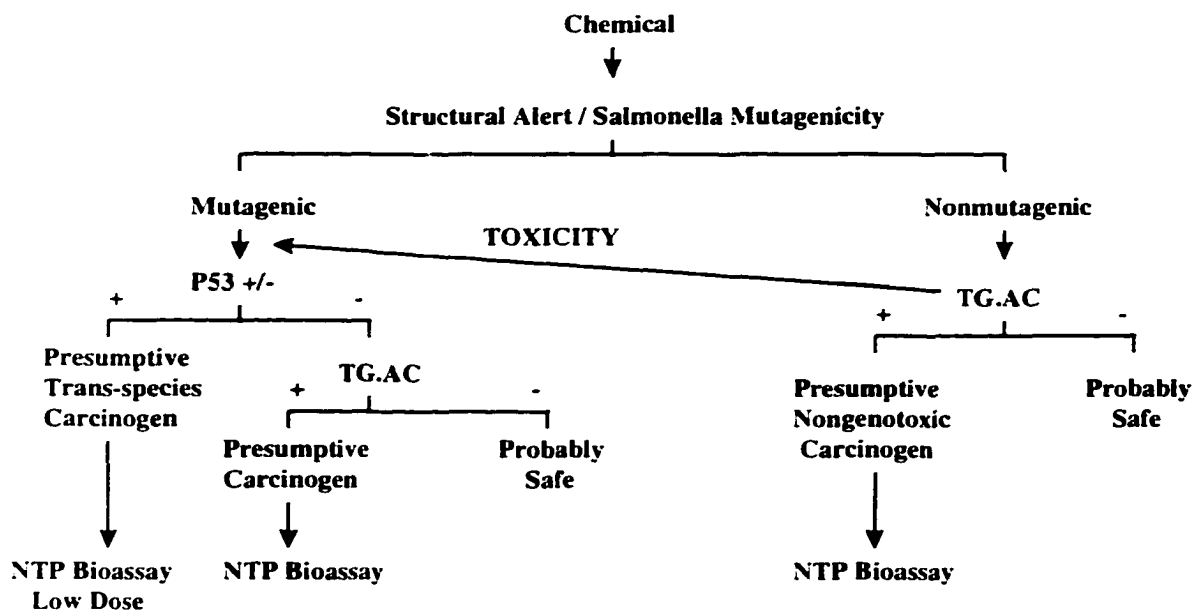 Chemical
Structural Alert / Salmonella Mutagenicity
Mutagenic
Nonmutagenic
TOXICITY
P53 +/-
TG.AC
+
-
+
-
Presumptive
Trans-species
Carcinogen
TG.AC
+
-
Presumptive
Nongenotoxic
Carcinogen
Probably
Safe
Presumptive
Carcinogen
Probably
Safe
NTP Bioassay
Low Dose
NTP Bioassay
NTP Bioassay